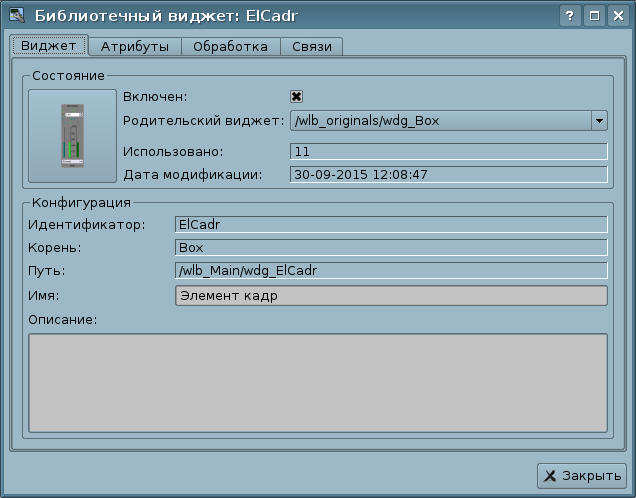 Библиотечный виджет: ElCadr
Виджет Атрибуты Обработка Связи
Состояние
Включен:
Родительский виджет: /wlb_originals/wdg_Box
Использовано: 11
Дата модификации: 30-09-2015 12:08:47
Конфигурация
Идентификатор: ElCadr
Корень: Box
Путь: /wlb_Main/wdg_ElCadr
Имя: Элемент кадр
Описание:
Закрыть